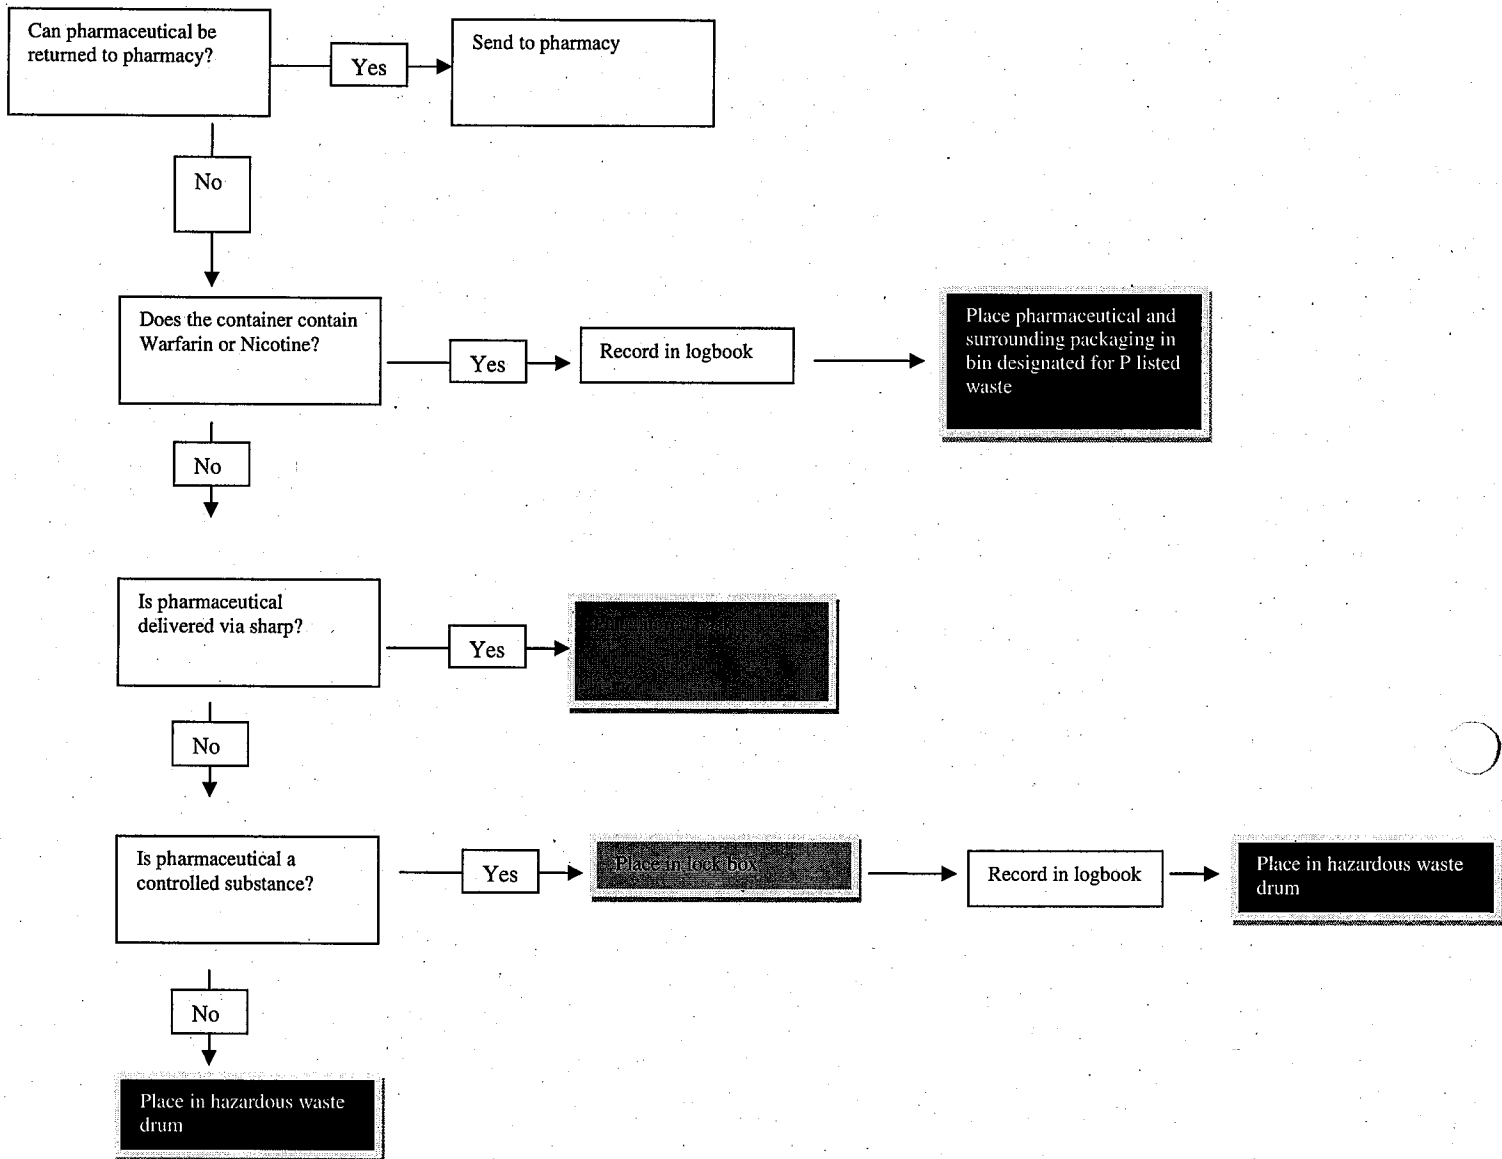 Can pharmaceutical be
returned to pharmacy?
Yes
Send to pharmacy
No
Does the container contain
Warfarin or Nicotine?
Yes
Record in logbook
Place pharmaceutical and
surrounding packaging in
bin designated for P listed
waste
No
Is pharmaceutical
delivered via sharp?
Yes
No
Is pharmaceutical a
controlled substance?
Yes
Place in lock box
Record in logbook
Place in hazardous waste
drum
No
Place in hazardous waste
drum